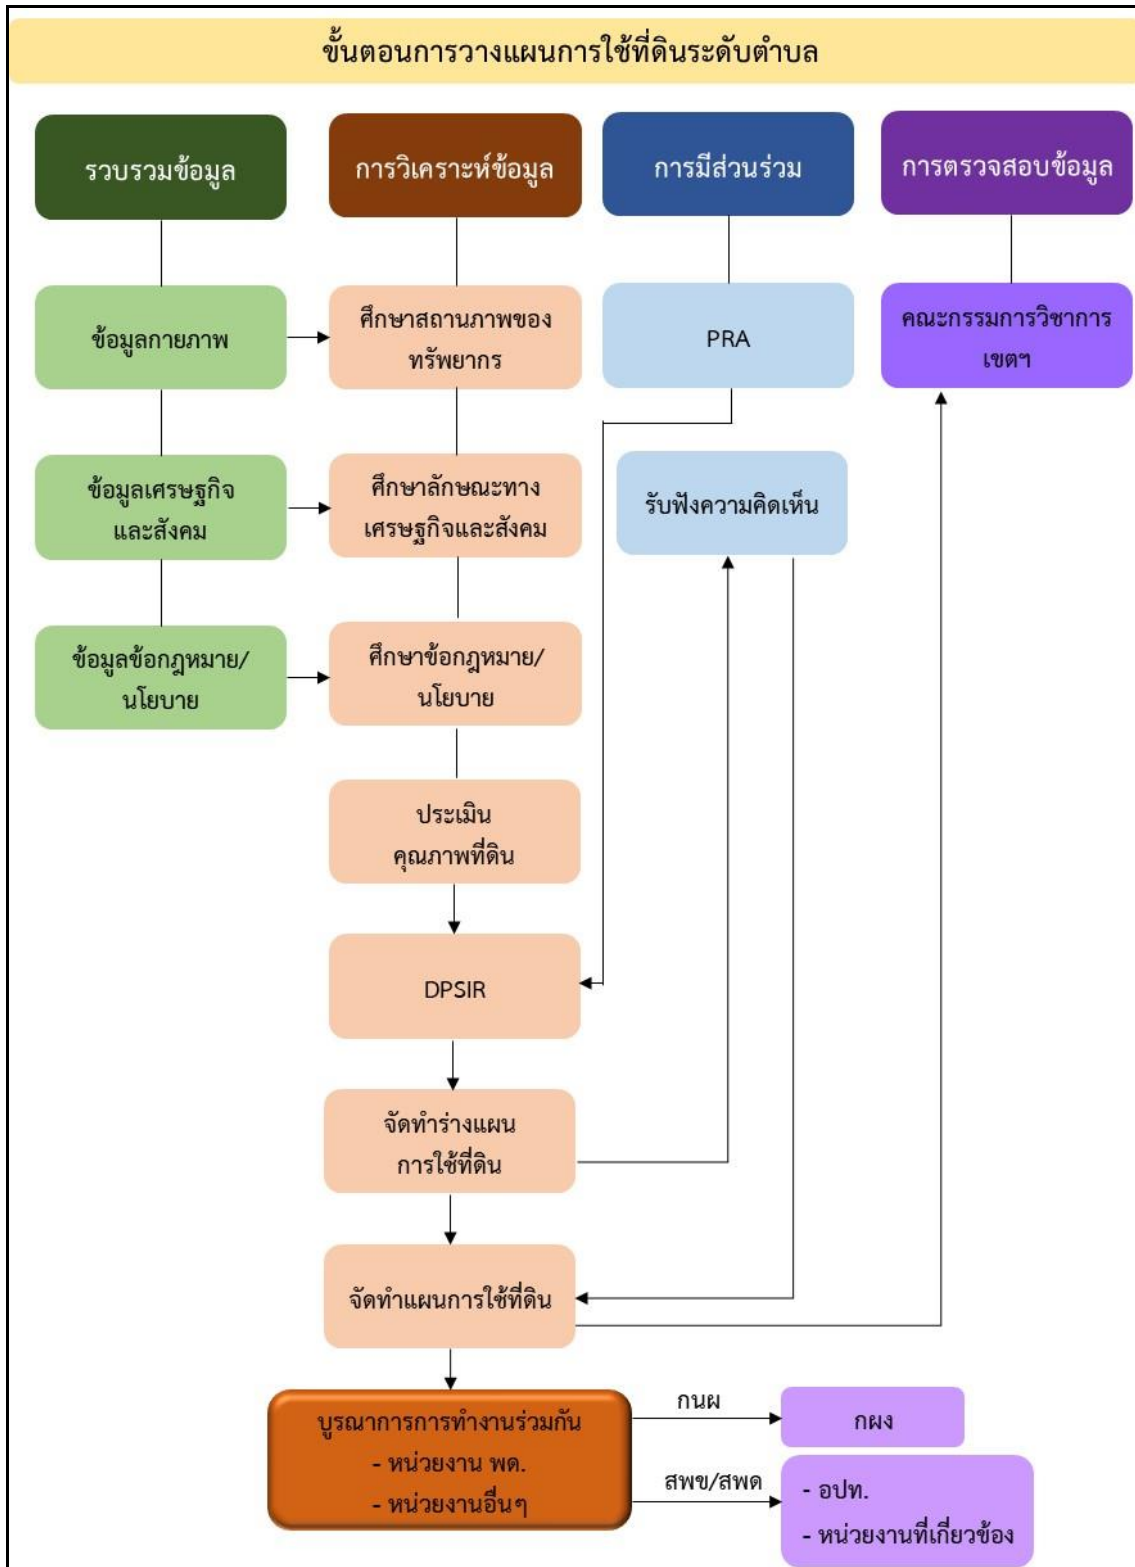 ขั้นตอนการวางแผนการใช้ที่ดินระดับตำบล
รวบรวมข้อมูล
การวิเคราะห์ข้อมูล
การมีส่วนร่วม
การตรวจสอบข้อมูล
ข้อมูลกายภาพ
ศึกษาสถานภาพของ
ทรัพยากร
PRA
คณะกรรมการวิชาการ
เขตฯ
ข้อมูลเศรษฐกิจ
และสังคม
ศึกษาลักษณะทาง
เศรษฐกิจและสังคม
รับฟังความคิดเห็น
ข้อมูลข้อกฎหมาย/
นโยบาย
ศึกษาข้อกฎหมาย/
นโยบาย
ประเมิน
คุณภาพที่ดิน
DPSIR
จัดทำร่างแผน
การใช้ที่ดิน
จัดทำแผนการใช้ที่ดิน
บูรณาการการทำงานร่วมกัน
- หน่วยงาน พด.
- หน่วยงานอื่นๆ
กนผ
กผง
สพข/สพด
- อปท.
- หน่วยงานที่เกี่ยวข้อง